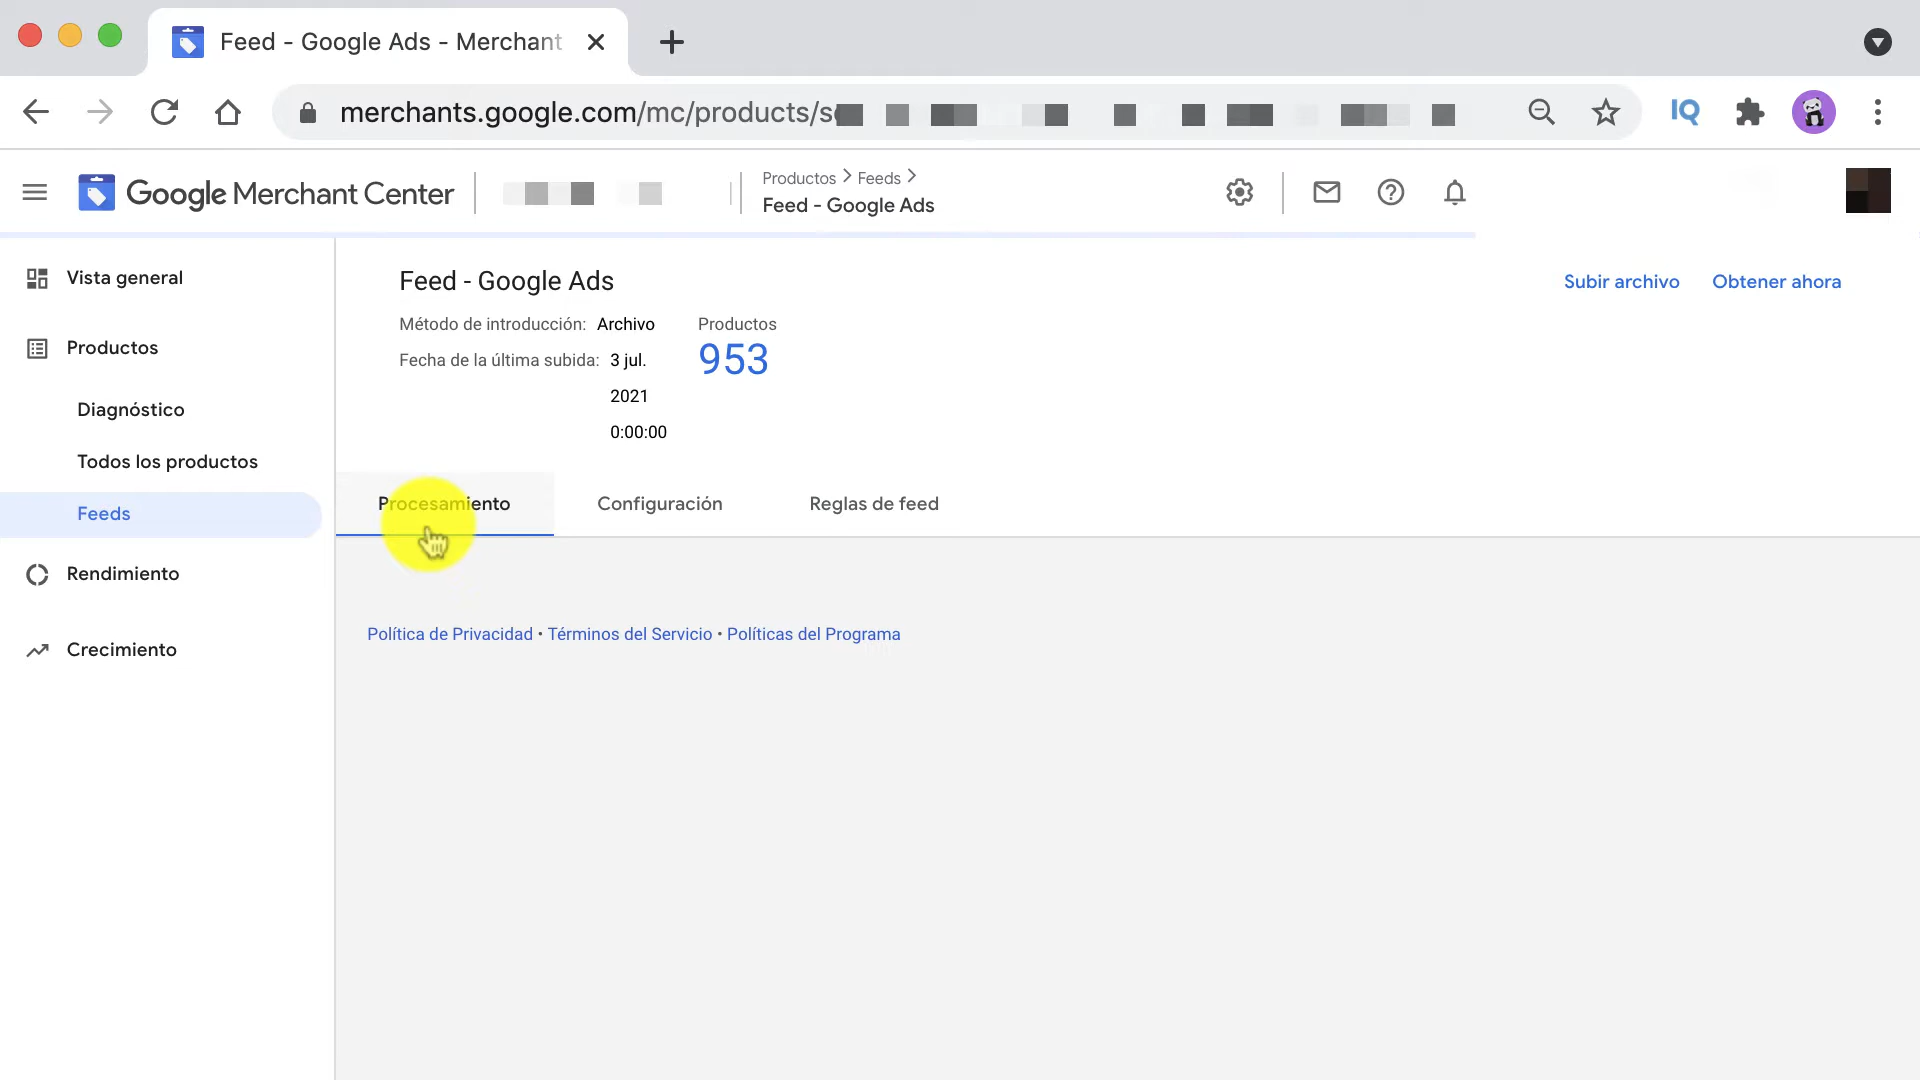 Feed - Google Ads - Merchant
merchants.google.com/mc/products/s
IQ
Google Merchant Center
Productos > Feeds >
Feed - Google Ads
Vista general
Productos
Diagnóstico
Todos los productos
Feeds
Rendimiento
Crecimiento
Feed - Google Ads
Subir archivo
Obtener ahora
Método de introducción: Archivo
Productos
953
Fecha de la última subida: 3 jul.
2021
0:00:00
Procesamiento
Configuración
Reglas de feed
Política de Privacidad • Términos del Servicio • Políticas del Programa